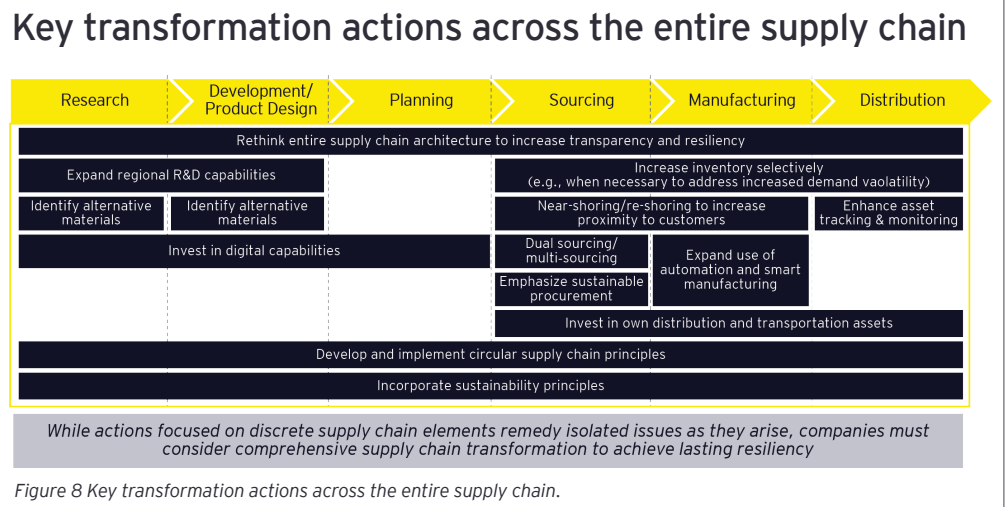 Key transformation actions across the entire supply chain
Research
Development/
Product Design
Planning
Sourcing
Manufacturing
Distribution
Rethink entire supply chain architecture to increase transparency and resiliency
Expand regional R&D capabilities
Increase inventory selectively
(e.g., when necessary to address increased demand vaolatility)
Identify alternative
materials
Identify alternative
materials
Near-shoring/re-shoring to increase
proximity to customers
Enhance asset
tracking & monitoring
Invest in digital capabilities
Dual sourcing/
multi-sourcing
Expand use of
automation and smart
manufacturing
Emphasize sustainable
procurement
Invest in own distribution and transportation assets
Develop and implement circular supply chain principles
Incorporate sustainability principles
While actions focused on discrete supply chain elements remedy isolated issues as they arise, companies must
consider comprehensive supply chain transformation to achieve lasting resiliency
Figure 8 Key transformation actions across the entire supply chain.